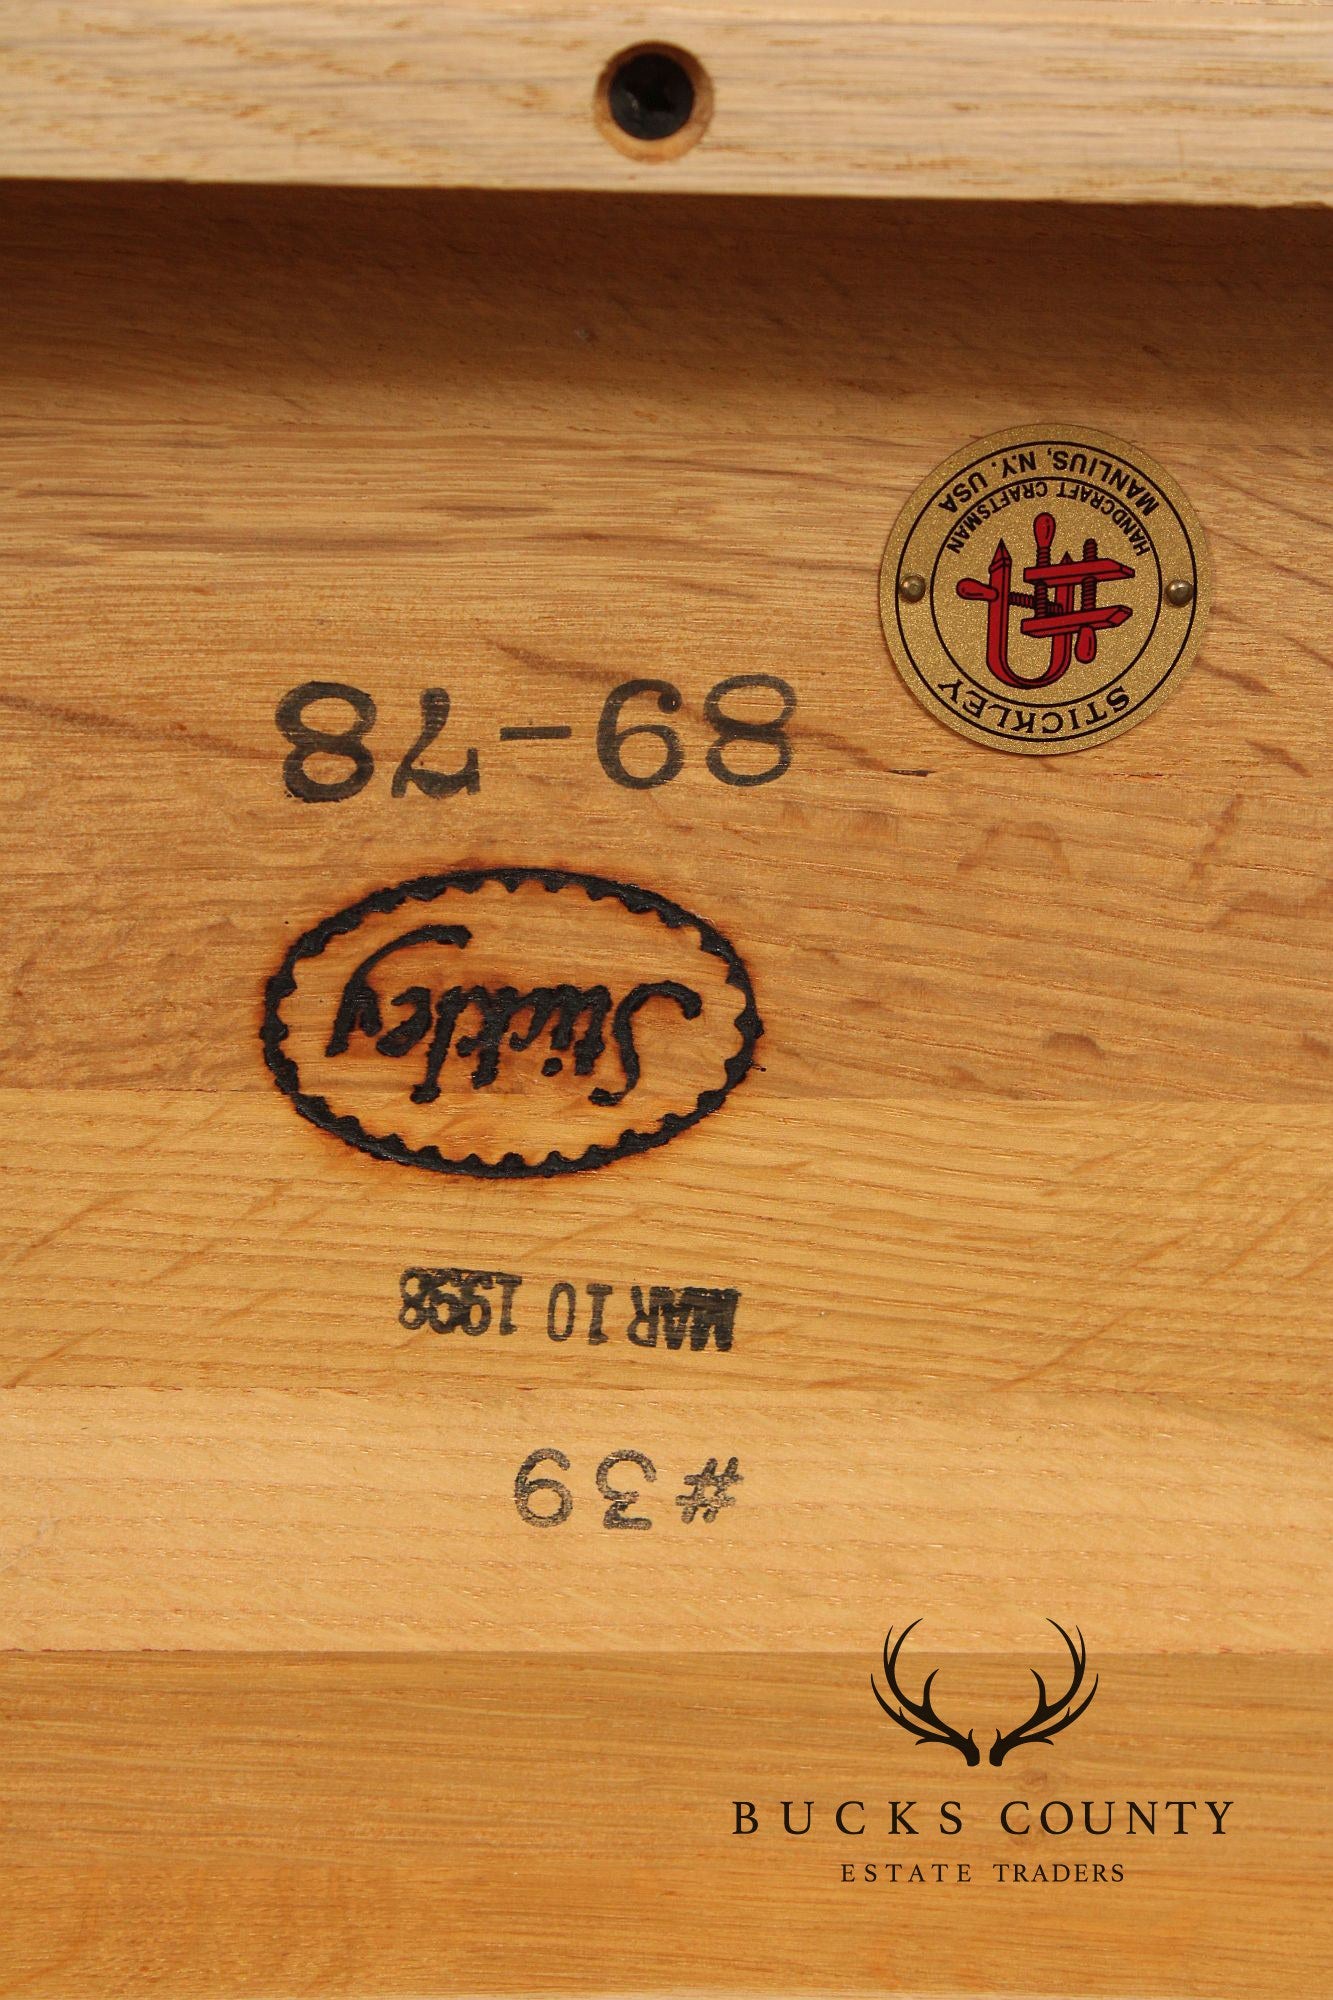 STICKLEY
HANDCRAFT CRAFTSMAN
MANLIUS, N.Y. USA
89-78
Stickley
MAR 10 1998
#39
BUCKS COUNTY
ESTATE TRADERS